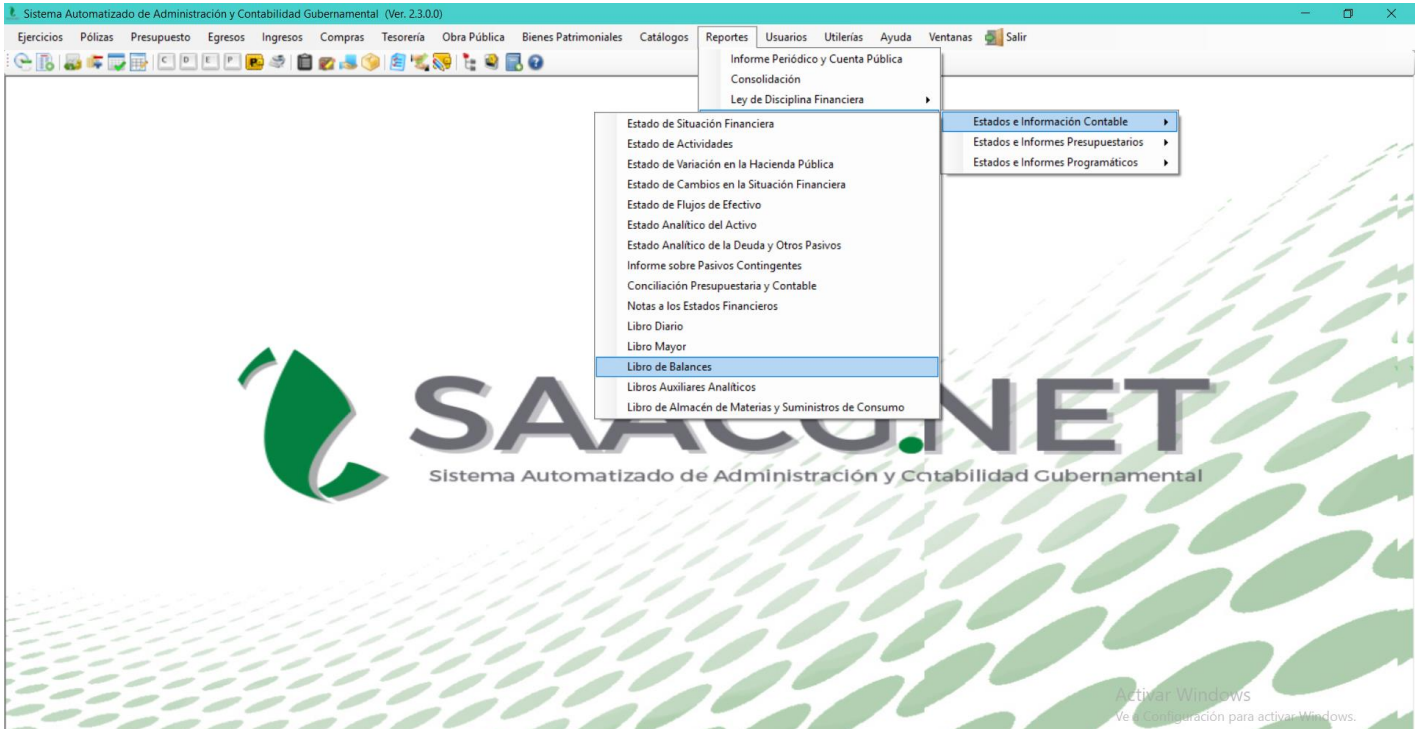 Sistema Automatizado de Administración y Contabilidad Gubernamental (Ver. 2.3.0.0)
Ejercicios Pólizas Presupuesto Egresos Ingresos Compras Tesorería Obra Pública Bienes Patrimoniales Catálogos Reportes Usuarios Utilerías Ayuda Ventanas Salir
C D E P P
Informe Periódico y Cuenta Pública
Consolidación
Ley de Disciplina Financiera
Estados e Información Contable
Estados e Informes Presupuestarios
Estados e Informes Programáticos
Estado de Situación Financiera
Estado de Actividades
Estado de Variación en la Hacienda Pública
Estado de Cambios en la Situación Financiera
Estado de Flujos de Efectivo
Estado Analítico del Activo
Estado Analítico de la Deuda y Otros Pasivos
Informe sobre Pasivos Contingentes
Conciliación Presupuestaria y Contable
Notas a los Estados Financieros
Libro Diario
Libro Mayor
Libro de Balances
Libros Auxiliares Analíticos
Libro de Almacén de Materias y Suministros de Consumo
SAACG.NET
Sistema Automatizado de Administración y Cntabilidad Gubernamental
Activar Windows
Ve a Configuración para activar Windows.